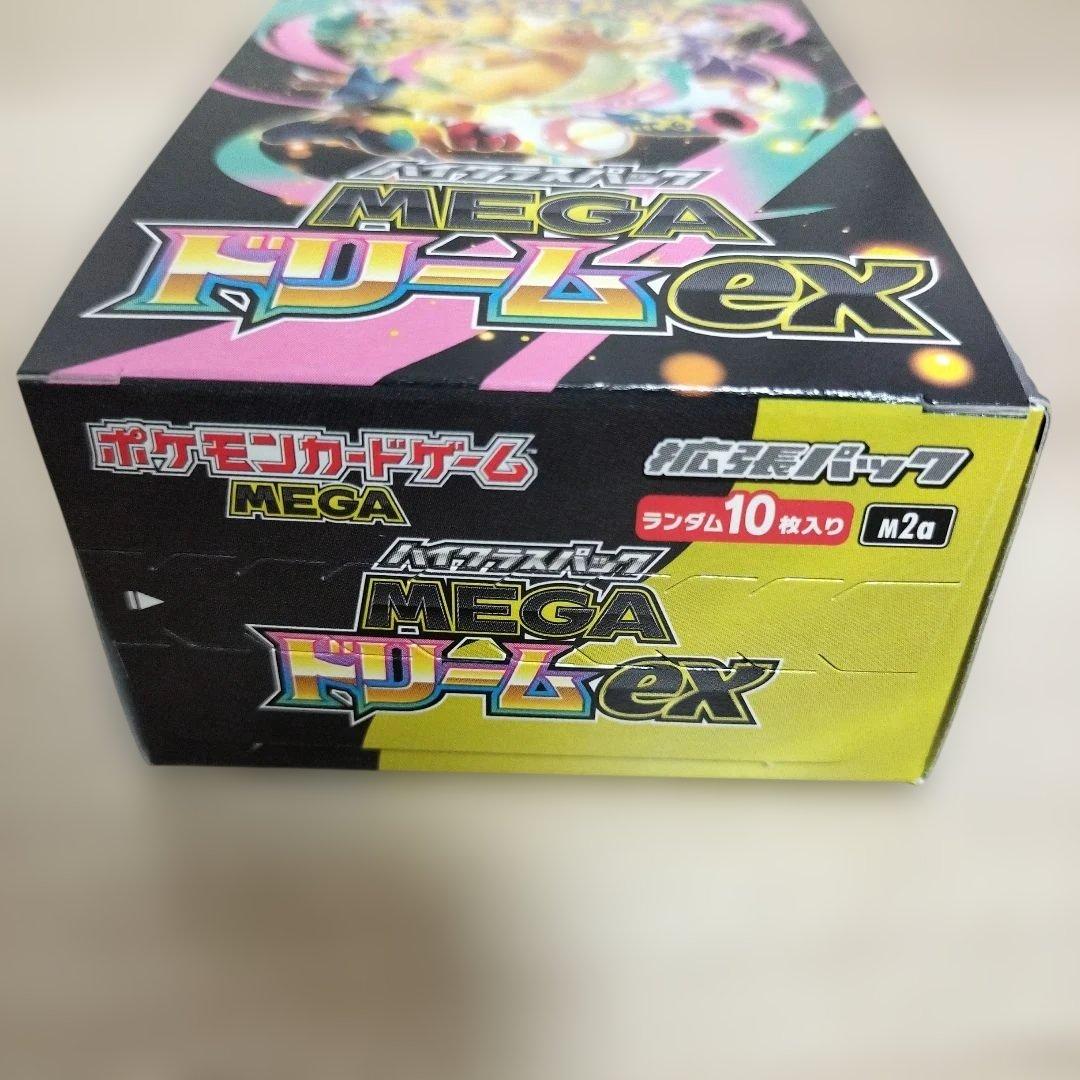 ハイクラスパック
MEGA
ドリームex
ポケモンカードゲーム
MEGA
拡張パック
ランダム10枚入り
M2a
ハイクラスパック
MEGA
ドリームex